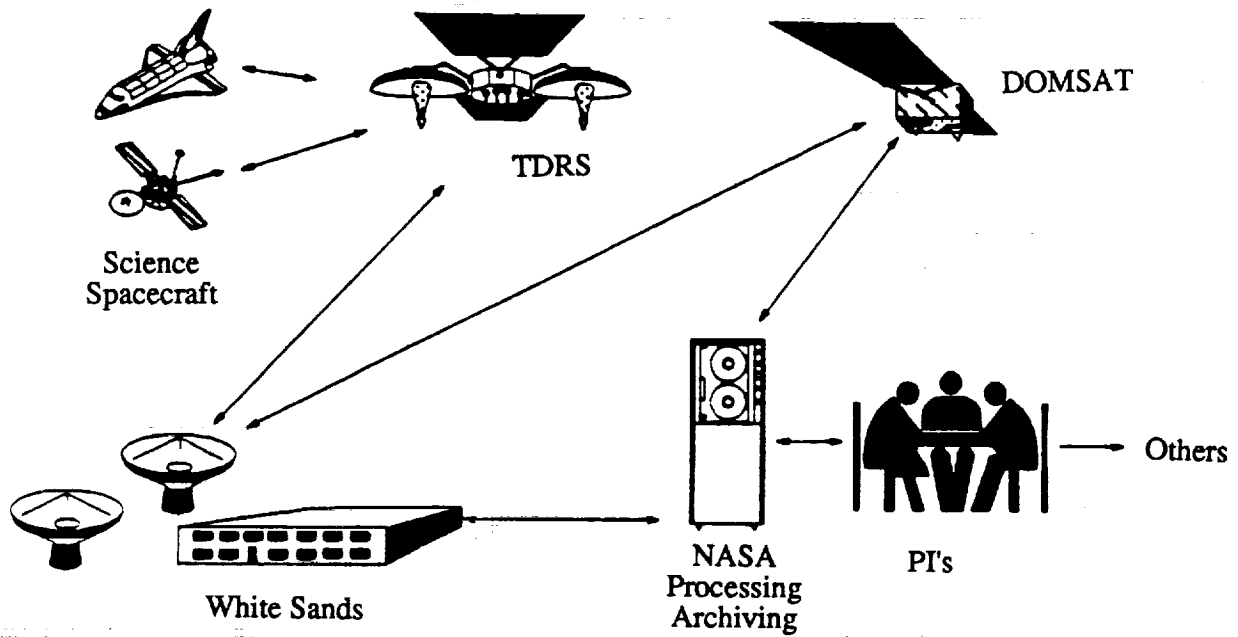 DOMSAT
TDRS
Science
Spacecraft
Others
NASA
Processing
Archiving
PI's
White Sands